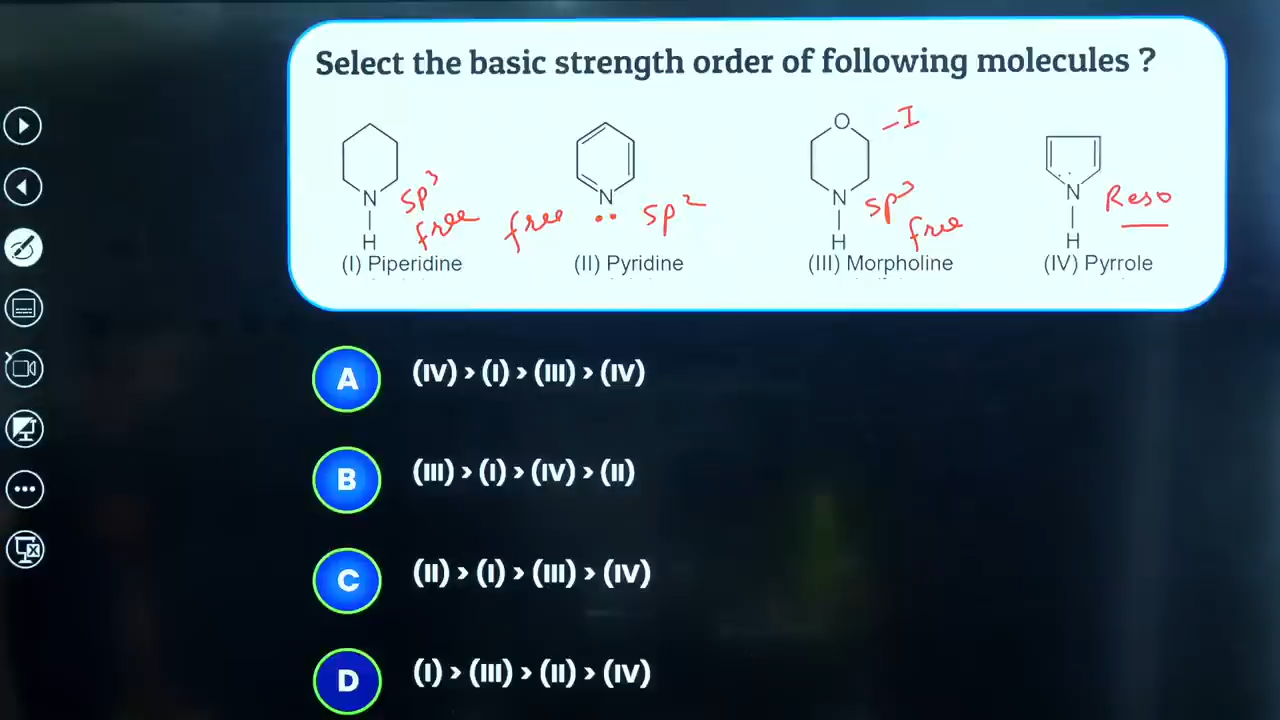 Select the basic strength order of following molecules ?
O -I
N sp³ free
free N sp²
N sp³ free
N Reso
H
H
H
(I) Piperidine
(II) Pyridine
(III) Morpholine
(IV) Pyrrole
A (IV) > (I) > (III) > (IV)
B (III) > (I) > (IV) > (II)
C (II) > (I) > (III) > (IV)
D (I) > (III) > (II) > (IV)